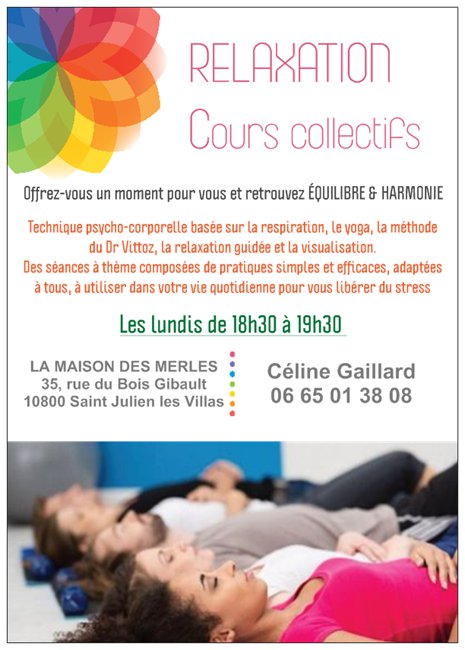 RELAXATION
Cours collectifs
Offrez-vous un moment pour vous et retrouvez ÉQUILIBRE & HARMONIE
Technique psycho-corporelle basée sur la respiration, le yoga, la méthode
du Dr Vittoz, la relaxation guidée et la visualisation.
Des séances à thème composées de pratiques simples et efficaces, adaptées
à tous, à utiliser dans votre vie quotidienne pour vous libérer du stress
Les lundis de 18h30 à 19h30
LA MAISON DES MERLES
35, rue du Bois Gibault
10800 Saint Julien les Villas
Céline Gaillard
06 65 01 38 08